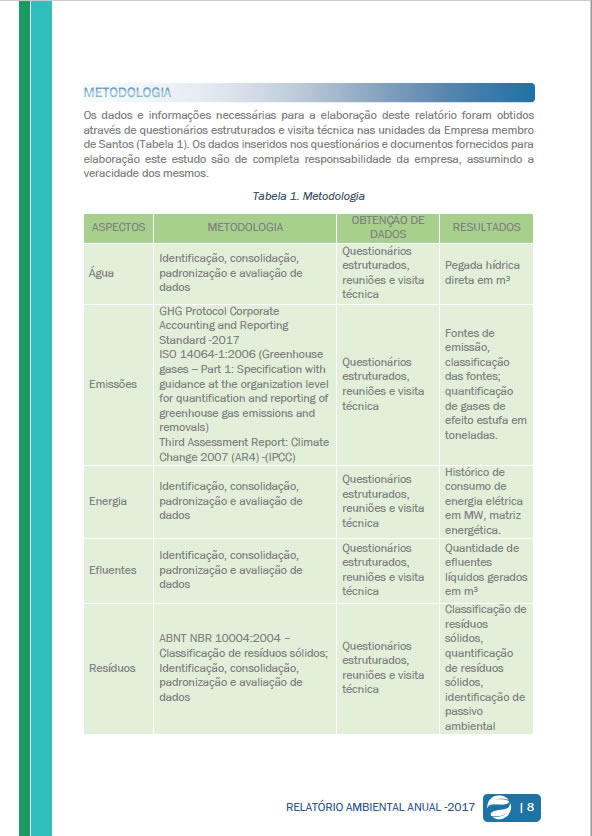 METODOLOGIA
Os dados e informações necessárias para a elaboração deste relatório foram obtidos
através de questionários estruturados e visita técnica nas unidades da Empresa membro
de Santos (Tabela 1). Os dados inseridos nos questionários e documentos fornecidos para
elaboração este estudo são de completa responsabilidade da empresa, assumindo a
veracidade dos mesmos.
Tabela 1. Metodologia
ASPECTOS
METODOLOGIA
OBTENÇÃO DE
DADOS
RESULTADOS
Água
Identificação, consolidação,
padronização e avaliação de
dados
Questionários
estruturados,
reuniões e visita
técnica
Pegada hídrica
direta em m³
Emissões
GHG Protocol Corporate
Accounting and Reporting
Standard -2017
ISO 14064-1:2006 (Greenhouse
gases – Part 1: Specification with
guidance at the organization level
for quantification and reporting of
greenhouse gas emissions and
removals)
Third Assessment Report: Climate
Change 2007 (AR4) -(IPCC)
Questionários
estruturados,
reuniões e visita
técnica
Fontes de
emissão,
classificação
das fontes;
quantificação
de gases de
efeito estufa em
toneladas.
Energia
Identificação, consolidação,
padronização e avaliação de
dados
Questionários
estruturados,
reuniões e visita
técnica
Histórico de
consumo de
energia elétrica
em MW, matriz
energética.
Efluentes
Identificação, consolidação,
padronização e avaliação de
dados
Questionários
estruturados,
reuniões e visita
técnica
Quantidade de
efluentes
líquidos gerados
em m³
Resíduos
ABNT NBR 10004:2004 –
Classificação de resíduos sólidos;
Identificação, consolidação,
padronização e avaliação de
dados
Questionários
estruturados,
reuniões e visita
técnica
Classificação de
resíduos
sólidos,
quantificação
de resíduos
sólidos,
identificação de
passivo
ambiental
RELATÓRIO AMBIENTAL ANUAL -2017 | 8